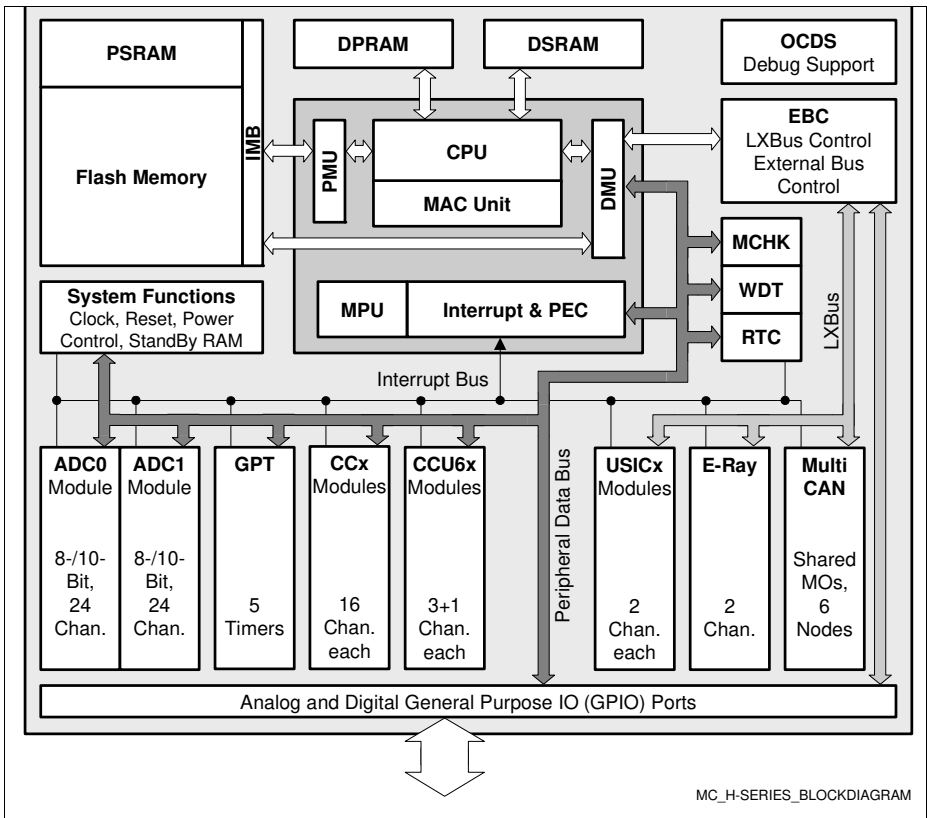 PSRAM
Flash Memory
IMB
DPRAM
DSRAM
OCDS
Debug Support
PMU
CPU
MAC Unit
DMU
EBC
LXBus Control
External Bus
Control
MPU
Interrupt & PEC
MCHK
WDT
RTC
LXBus
System Functions
Clock, Reset, Power
Control, StandBy RAM
Interrupt Bus
Peripheral Data Bus
ADC0
Module
8-/10-
Bit,
24
Chan.
ADC1
Module
8-/10-
Bit,
24
Chan.
GPT
5
Timers
CCx
Modules
16
Chan.
each
CCU6x
Modules
3+1
Chan.
each
USICx
Modules
2
Chan.
each
E-Ray
2
Chan.
Multi
CAN
Shared
MOs,
6
Nodes
Analog and Digital General Purpose IO (GPIO) Ports
MC_H-SERIES_BLOCKDIAGRAM